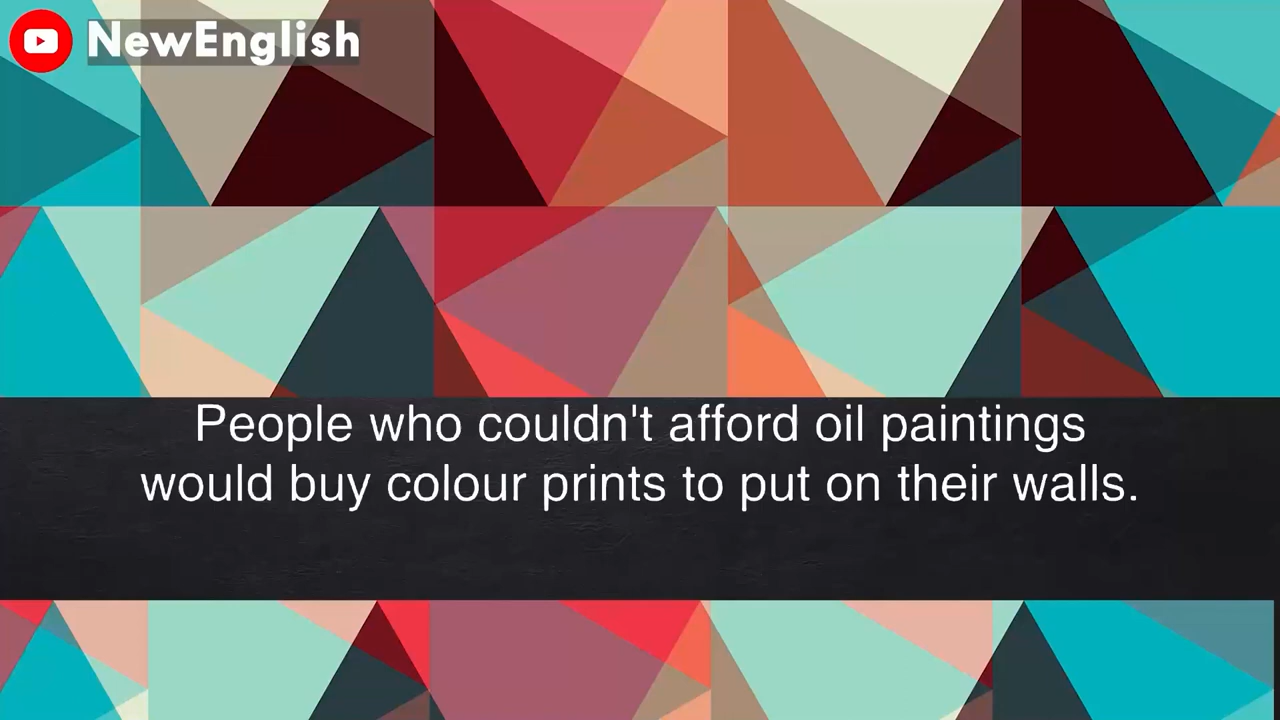 NewEnglish
People who couldn't afford oil paintings
would buy colour prints to put on their walls.